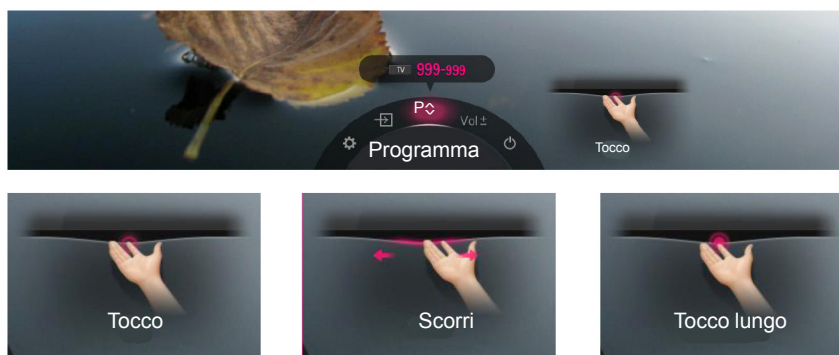 TV 999-999
P
Vol ±
Programma
Tocco
Tocco
Scorri
Tocco lungo